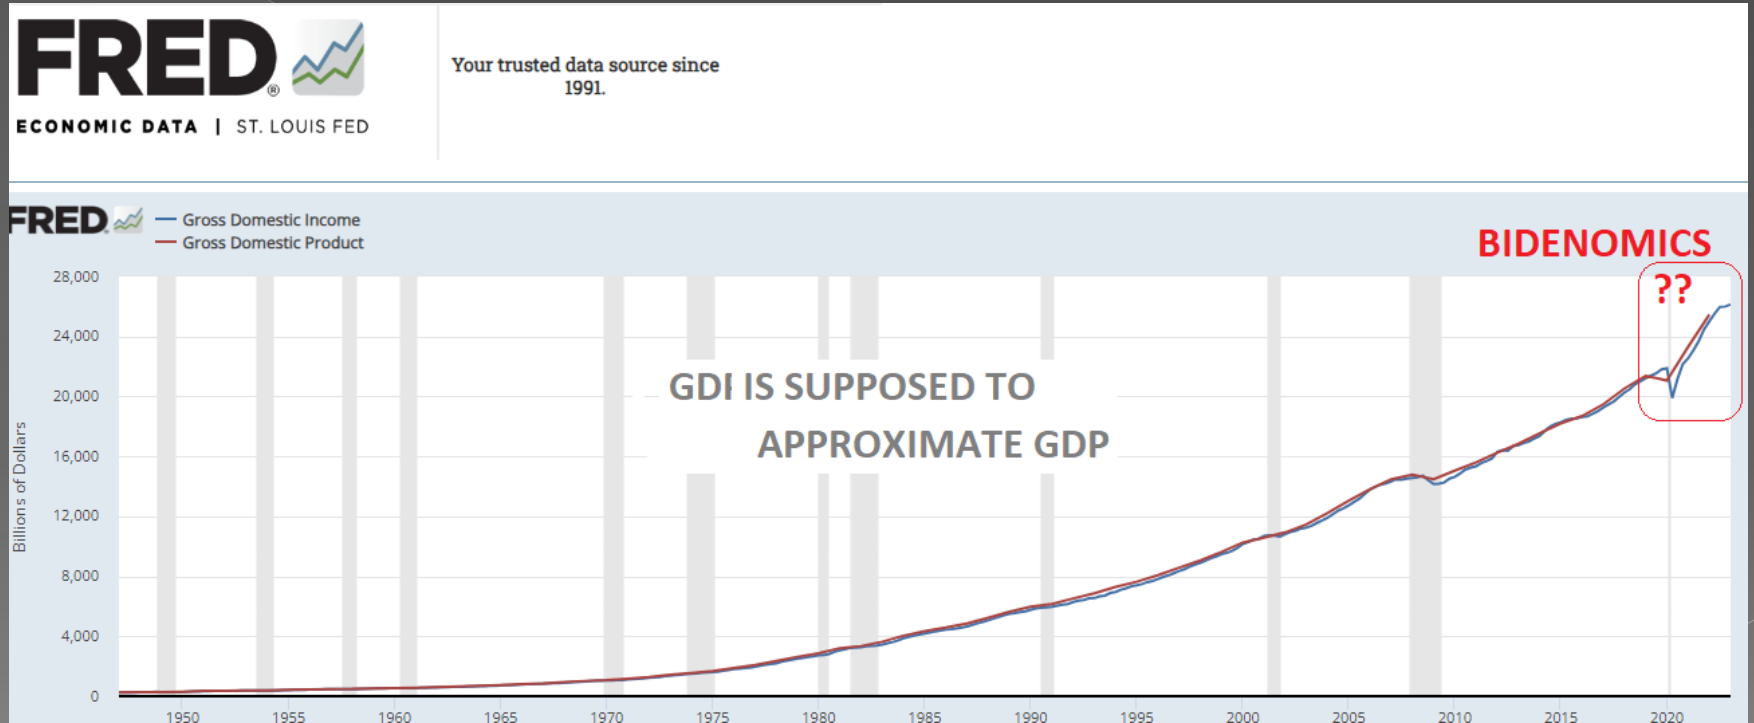 FRED®
ECONOMIC DATA | ST. LOUIS FED
Your trusted data source since
1991.
FRED
Gross Domestic Income
Gross Domestic Product
BIDENOMICS
??
28,000
24,000
20,000
16,000
12,000
8,000
4,000
0
Billions of Dollars
GDI IS SUPPOSED TO
APPROXIMATE GDP
1950 1955 1960 1965 1970 1975 1980 1985 1990 1995 2000 2005 2010 2015 2020